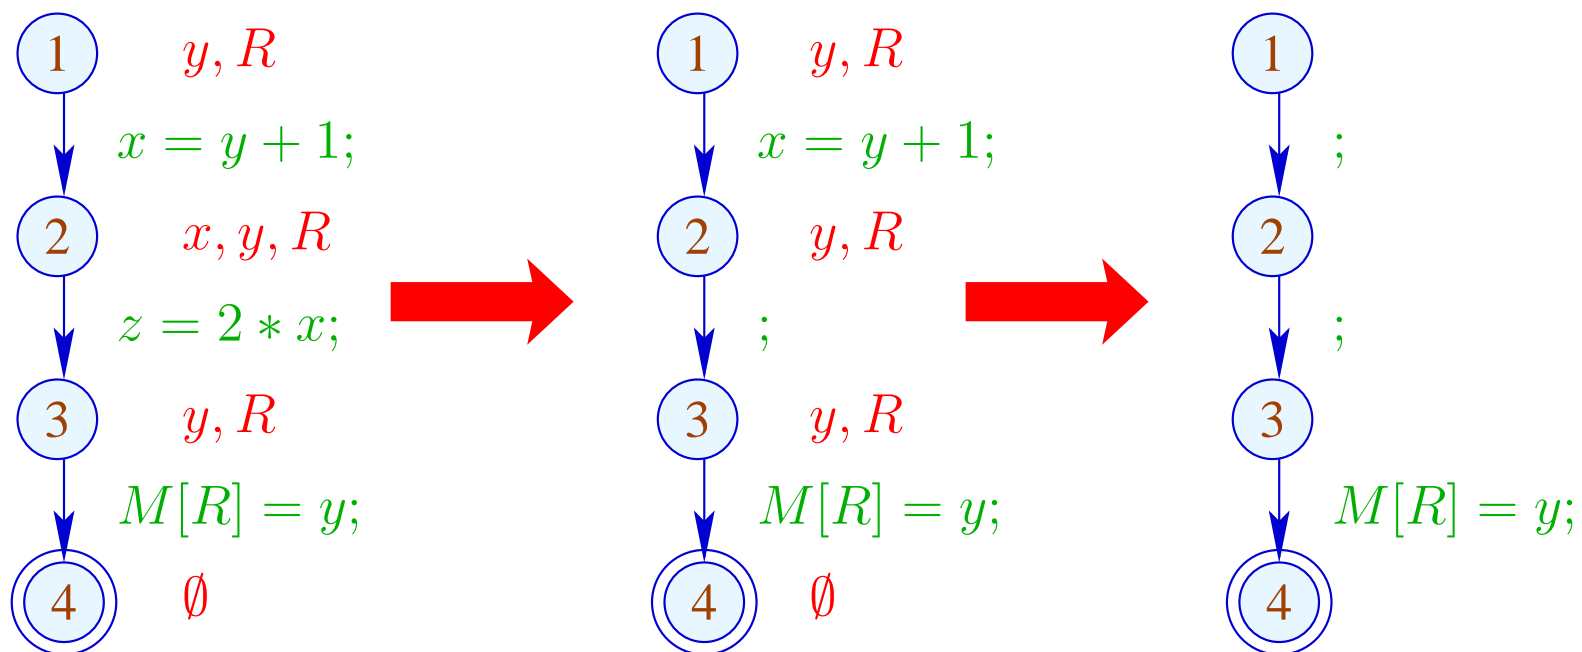 1 y, R 1 y, R 1
x = y + 1; x = y + 1; ;
2 x, y, R 2 y, R 2
z = 2 * x; ; ;
3 y, R 3 y, R 3
M[R] = y; M[R] = y; M[R] = y;
4 ∅ 4 ∅ 4